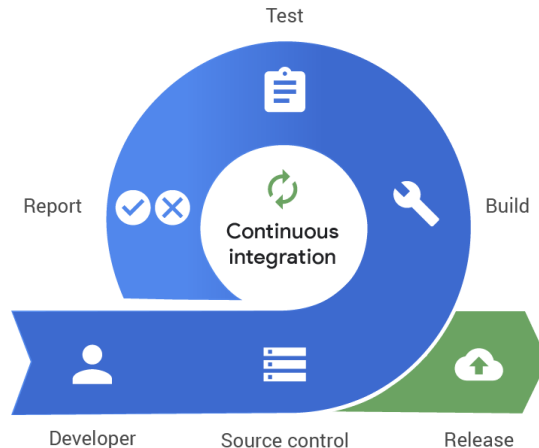 Test
Report
Continuous
integration
Build
Developer
Source control
Release